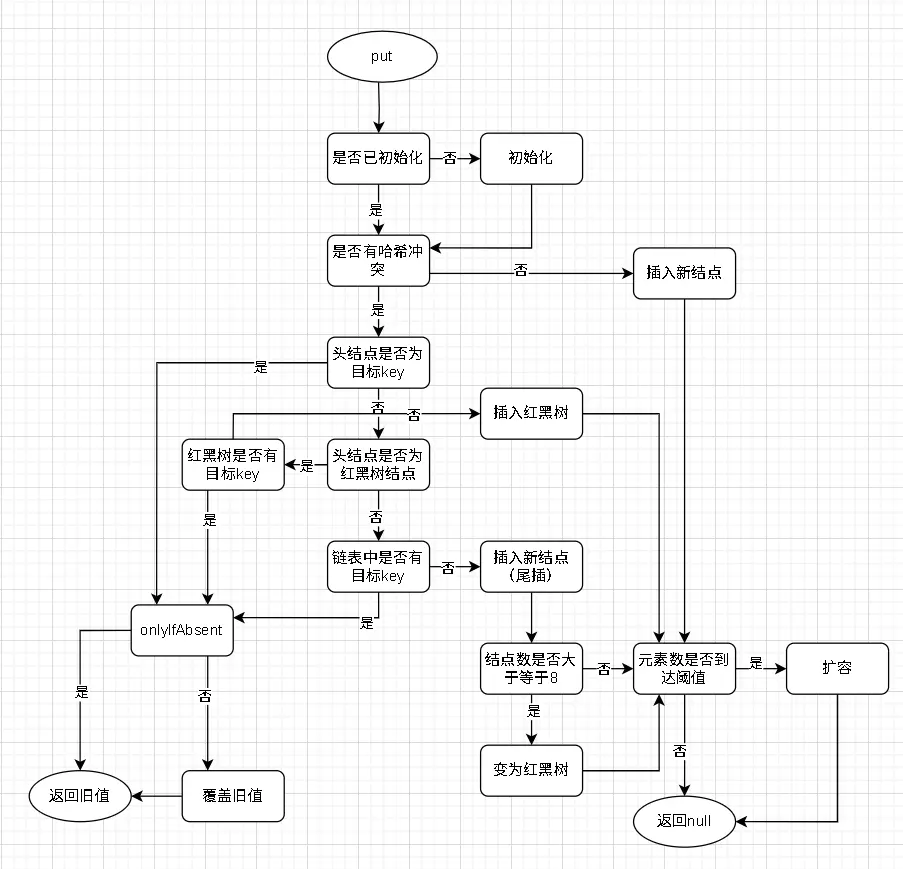 put
是否已初始化
否
初始化
是
是否有哈希冲
突
否
插入新结点
是
头结点是否为
目标key
是
否
否
插入红黑树
红黑树是否有
目标key
是
头结点是否为
红黑树结点
是
否
链表中是否有
目标key
否
插入新结点
（尾插）
是
onlyIfAbsent
结点数是否大
于等于8
否
元素数是否到
达阈值
是
扩容
是
否
是
否
变为红黑树
返回旧值
覆盖旧值
返回null